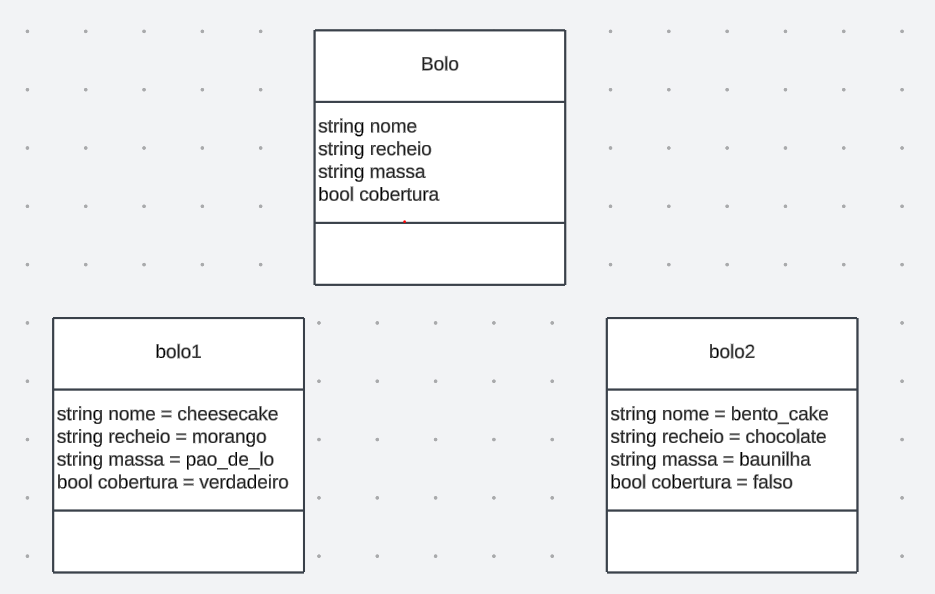 Bolo
string nome
string recheio
string massa
bool cobertura
bolo1
string nome = cheesecake
string recheio = morango
string massa = pao_de_lo
bool cobertura = verdadeiro
bolo2
string nome = bento_cake
string recheio = chocolate
string massa = baunilha
bool cobertura = falso